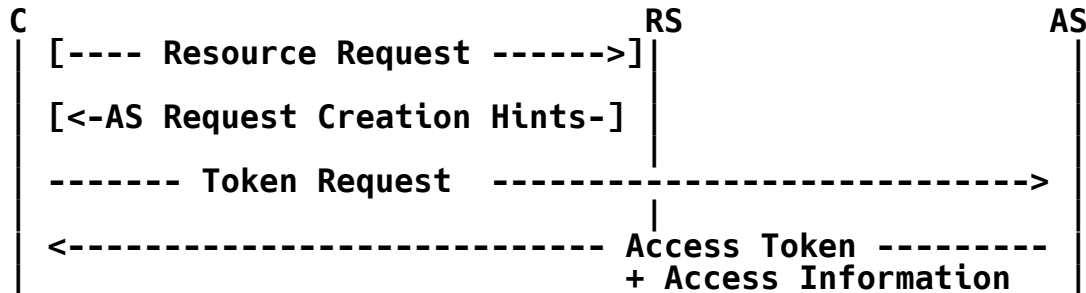 C RS AS
[---- Resource Request ------>]
[<-AS Request Creation Hints-]
------- Token Request ---------------------------->
<---------------------------- Access Token ---------
+ Access Information